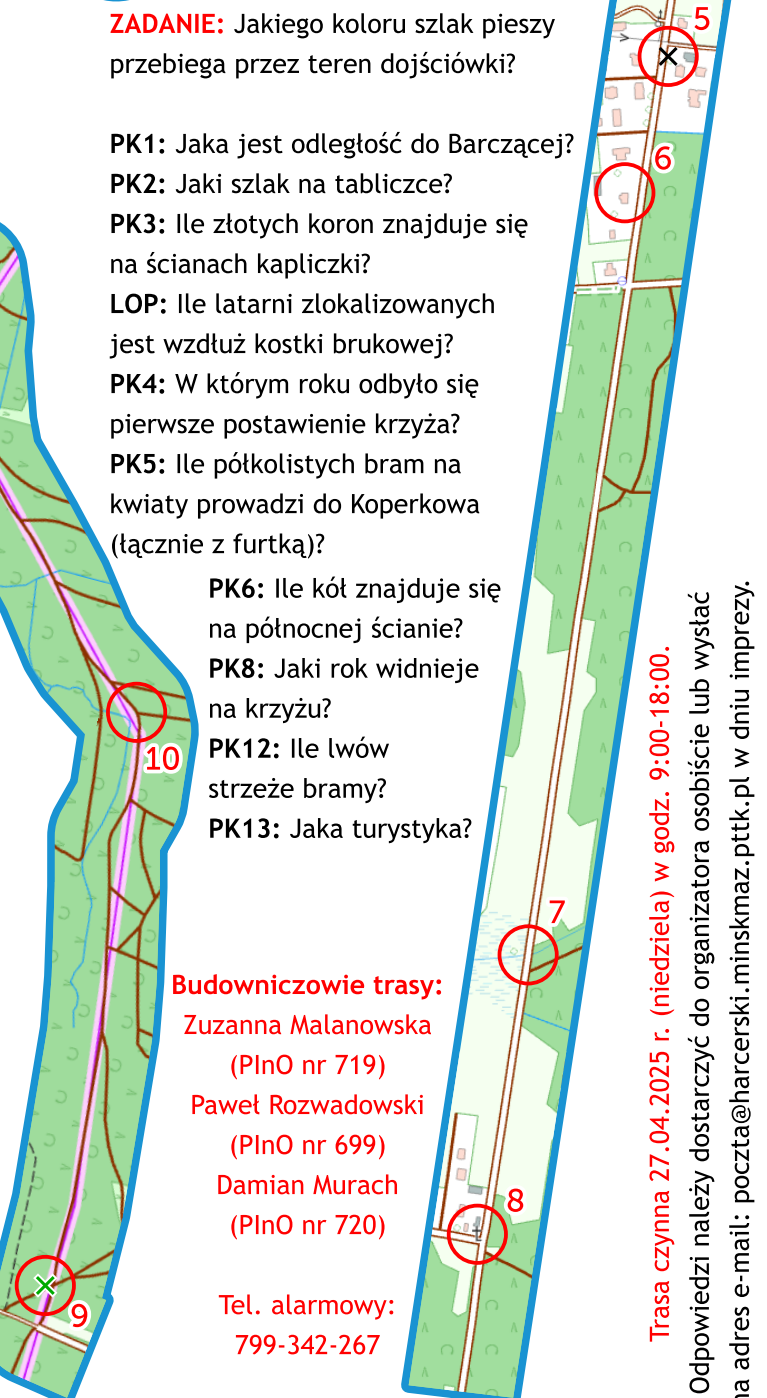 ZADANIE: Jakiego koloru szlak pieszy
przebiega przez teren dojściówki?
PK1: Jaka jest odległość do Barczącej?
PK2: Jaki szlak na tabliczce?
PK3: Ile złotych koron znajduje się
na ścianach kapliczki?
LOP: Ile latarni zlokalizowanych
jest wzdłuż kostki brukowej?
PK4: W którym roku odbyło się
pierwsze postawienie krzyża?
PK5: Ile półkolistych bram na
kwiaty prowadzi do Koperkowa
(łącznie z furtką)?
PK6: Ile kół znajduje się
na północnej ścianie?
PK8: Jaki rok widnieje
na krzyżu?
PK12: Ile lwów
strzeże bramy?
PK13: Jaka turystyka?
Budowniczowie trasy:
Zuzanna Malanowska
(PInO nr 719)
Paweł Rozwadowski
(PInO nr 699)
Damian Murach
(PInO nr 720)
Tel. alarmowy:
799-342-267
5
6
7
8
9
10
Trasa czynna 27.04.2025 r. (niedziela) w godz. 9:00-18:00.
Odpowiedzi należy dostarczyć do organizatora osobiście lub wysłać
na adres e-mail: poczta@harcerski.minskmaz.pttk.pl w dniu imprezy.